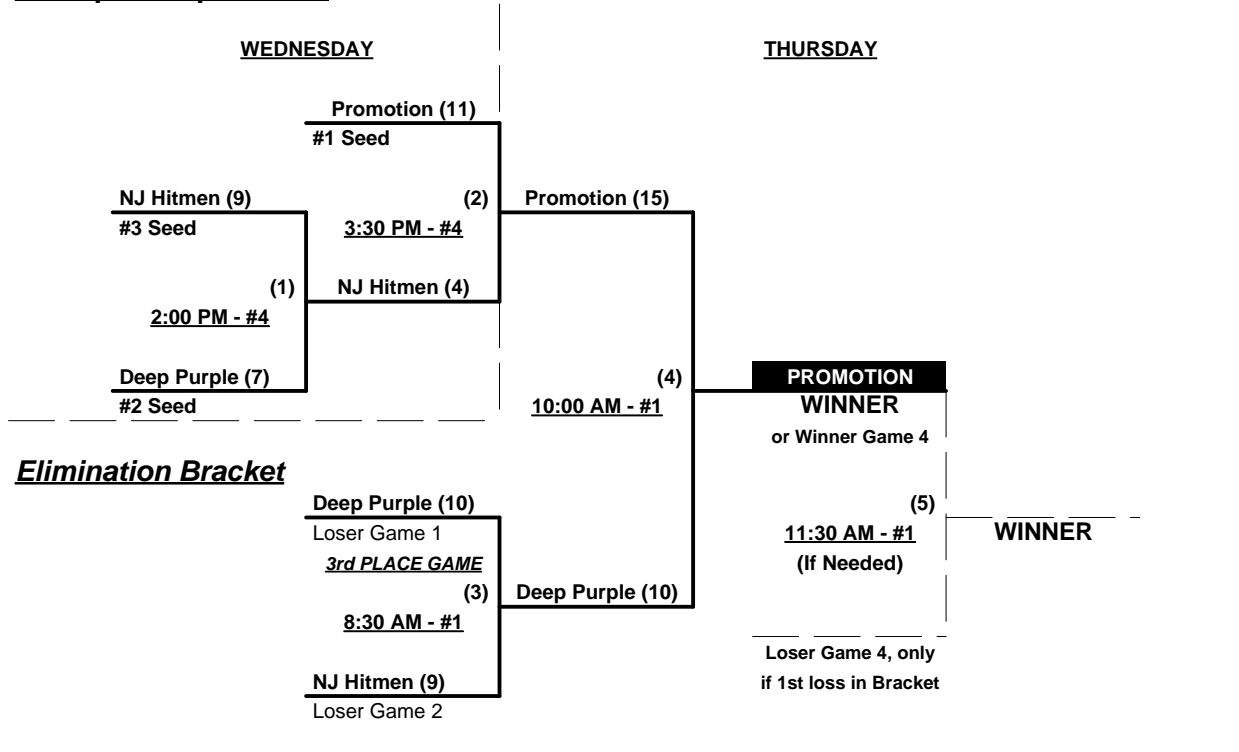 WEDNESDAY
THURSDAY
Promotion (11)
#1 Seed
NJ Hitmen (9)
(2)
Promotion (15)
#3 Seed
3:30 PM - #4
(1)
NJ Hitmen (4)
2:00 PM - #4
Deep Purple (7)
(4)
PROMOTION
#2 Seed
10:00 AM - #1
WINNER
or Winner Game 4
Elimination Bracket
Deep Purple (10)
(5)
Loser Game 1
11:30 AM - #1
WINNER
3rd PLACE GAME
(If Needed)
(3)
Deep Purple (10)
8:30 AM - #1
Loser Game 4, only
NJ Hitmen (9)
if 1st loss in Bracket
Loser Game 2